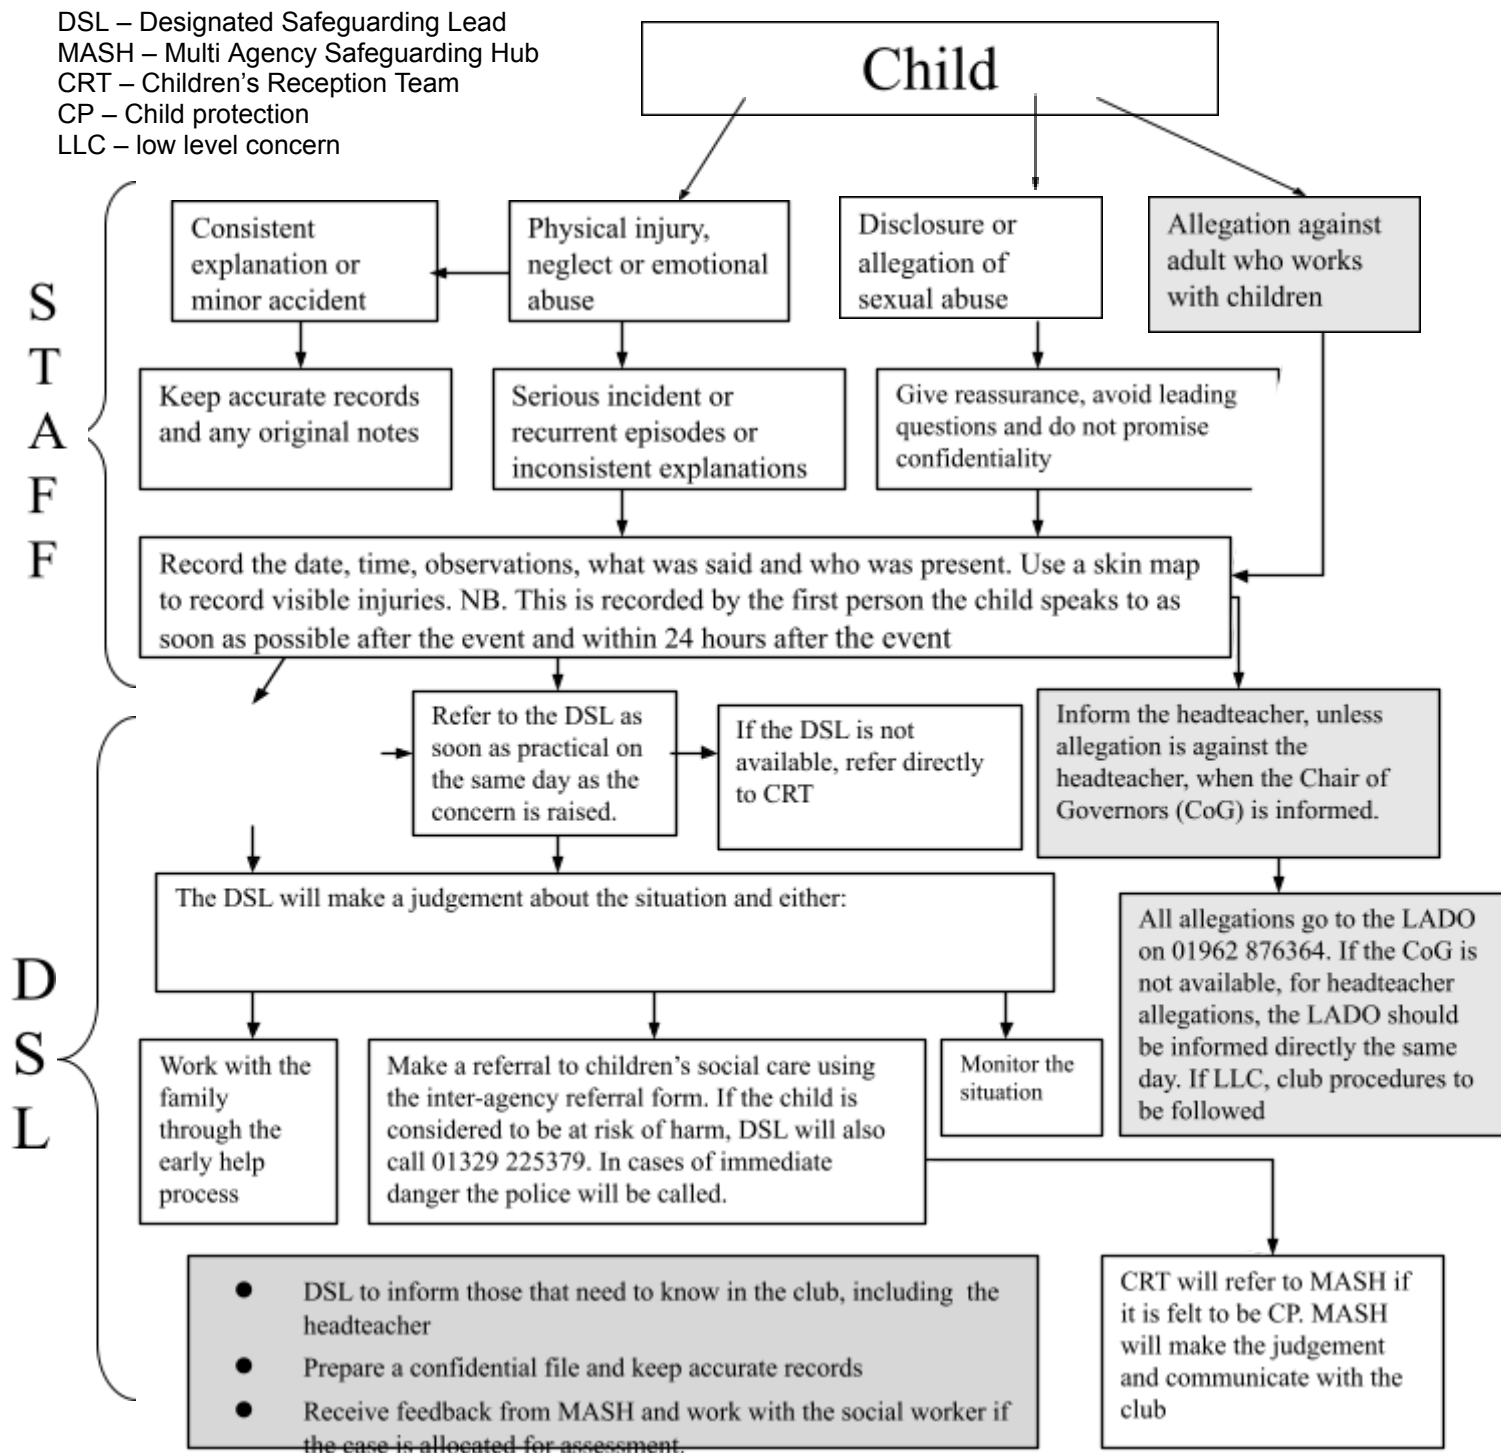 DSL – Designated Safeguarding Lead
MASH – Multi Agency Safeguarding Hub
CRT – Children's Reception Team
CP – Child protection
LLC – low level concern
Child
S
T
A
F
F
Consistent
explanation or
minor accident
Physical injury,
neglect or emotional
abuse
Disclosure or
allegation of
sexual abuse
Allegation against
adult who works
with children
Keep accurate records
and any original notes
Serious incident or
recurrent episodes or
inconsistent explanations
Give reassurance, avoid leading
questions and do not promise
confidentiality
Record the date, time, observations, what was said and who was present. Use a skin map
to record visible injuries. NB. This is recorded by the first person the child speaks to as
soon as possible after the event and within 24 hours after the event
D
S
L
Refer to the DSL as
soon as practical on
the same day as the
concern is raised.
If the DSL is not
available, refer directly
to CRT
Inform the headteacher, unless
allegation is against the
headteacher, when the Chair of
Governors (CoG) is informed.
The DSL will make a judgement about the situation and either:
All allegations go to the LADO
on 01962 876364. If the CoG is
not available, for headteacher
allegations, the LADO should
be informed directly the same
day. If LLC, club procedures to
be followed
Work with the
family
through the
early help
process
Make a referral to children's social care using
the inter-agency referral form. If the child is
considered to be at risk of harm, DSL will also
call 01329 225379. In cases of immediate
danger the police will be called.
Monitor the
situation
● DSL to inform those that need to know in the club, including the
headteacher
● Prepare a confidential file and keep accurate records
● Receive feedback from MASH and work with the social worker if
the case is allocated for assessment.
CRT will refer to MASH if
it is felt to be CP. MASH
will make the judgement
and communicate with the
club